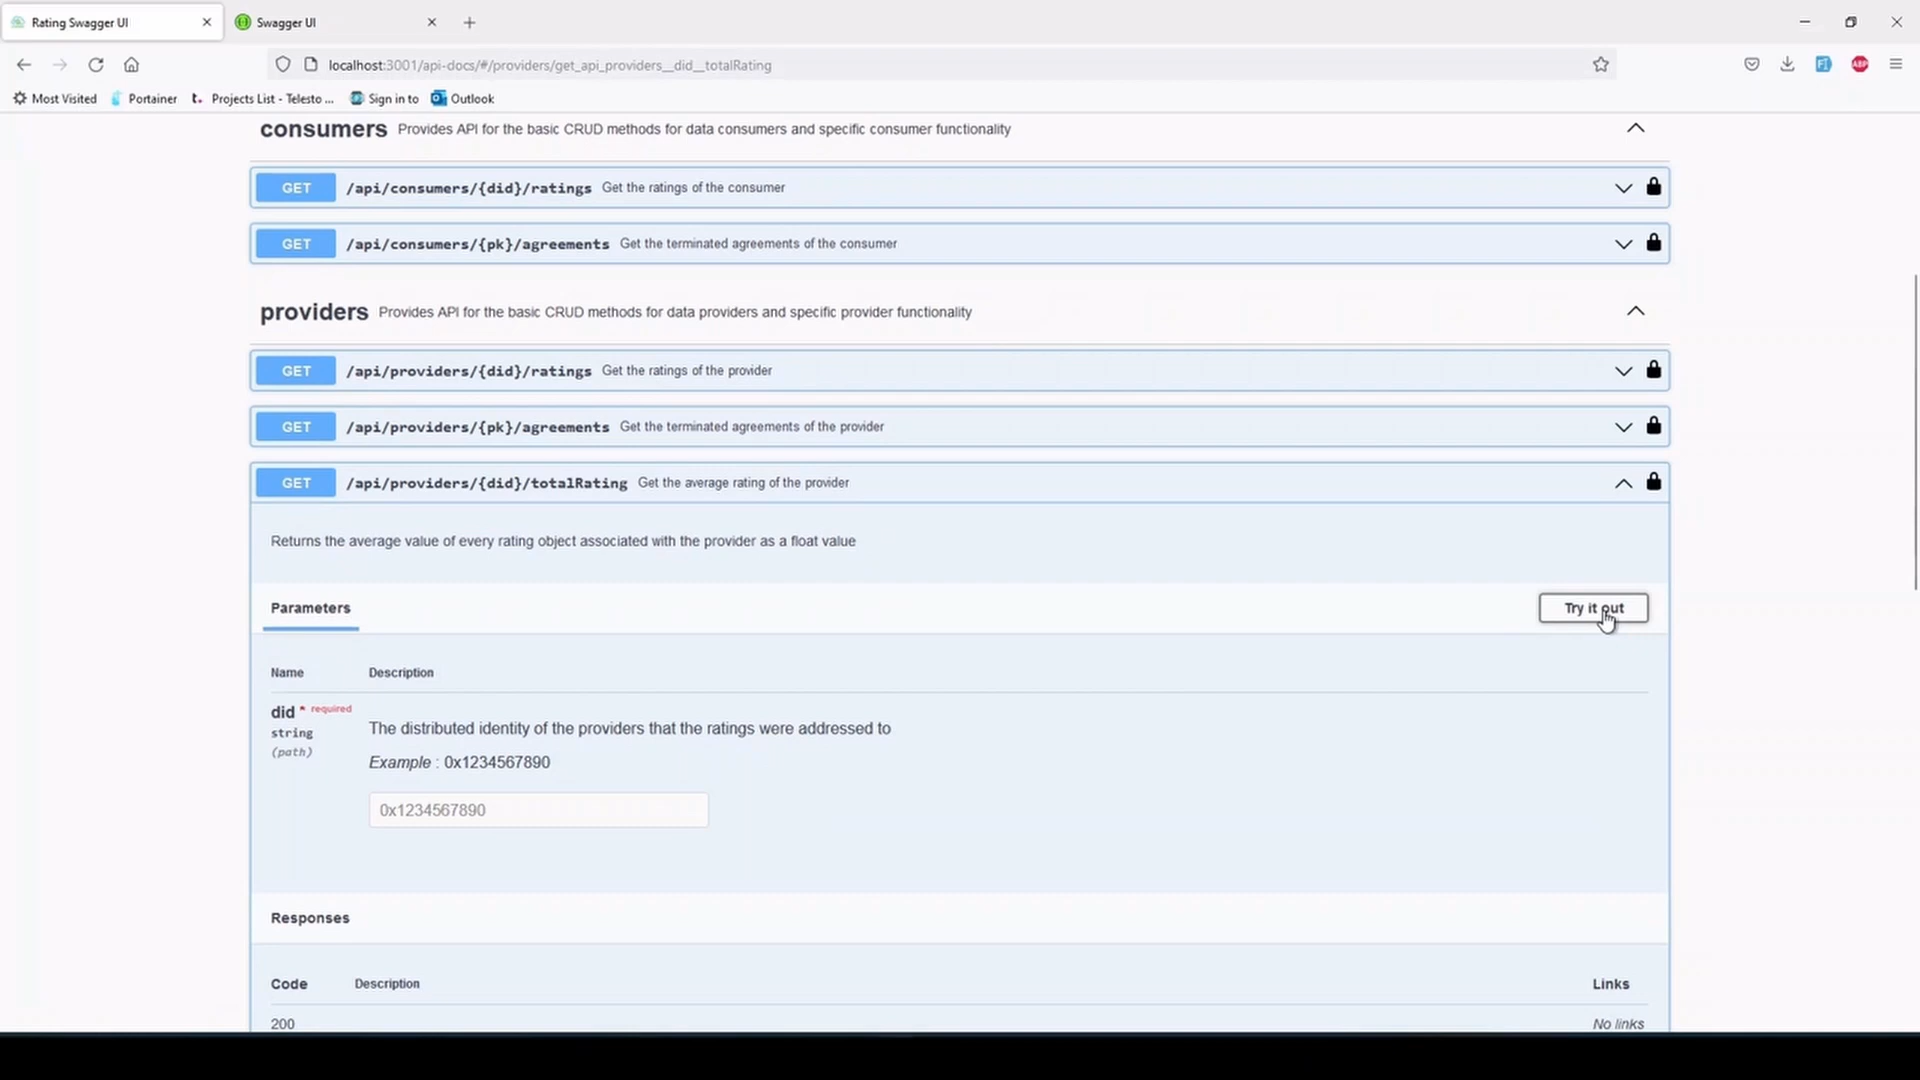 Rating Swagger UI
Swagger UI
localhost:3001/api-docs/#/providers/get_api_providers__did__totalRating
Most Visited
Portainer
Projects List - Telesto ...
Sign in to
Outlook
ABP
consumers Provides API for the basic CRUD methods for data consumers and specific consumer functionality
GET /api/consumers/{did}/ratings Get the ratings of the consumer
GET /api/consumers/{pk}/agreements Get the terminated agreements of the consumer
providers Provides API for the basic CRUD methods for data providers and specific provider functionality
GET /api/providers/{did}/ratings Get the ratings of the provider
GET /api/providers/{pk}/agreements Get the terminated agreements of the provider
GET /api/providers/{did}/totalRating Get the average rating of the provider
Returns the average value of every rating object associated with the provider as a float value
Parameters
Try it out
Name Description
did * required
string
(path)
The distributed identity of the providers that the ratings were addressed to
Example : 0x1234567890
0x1234567890
Responses
Code Description Links
200 No links